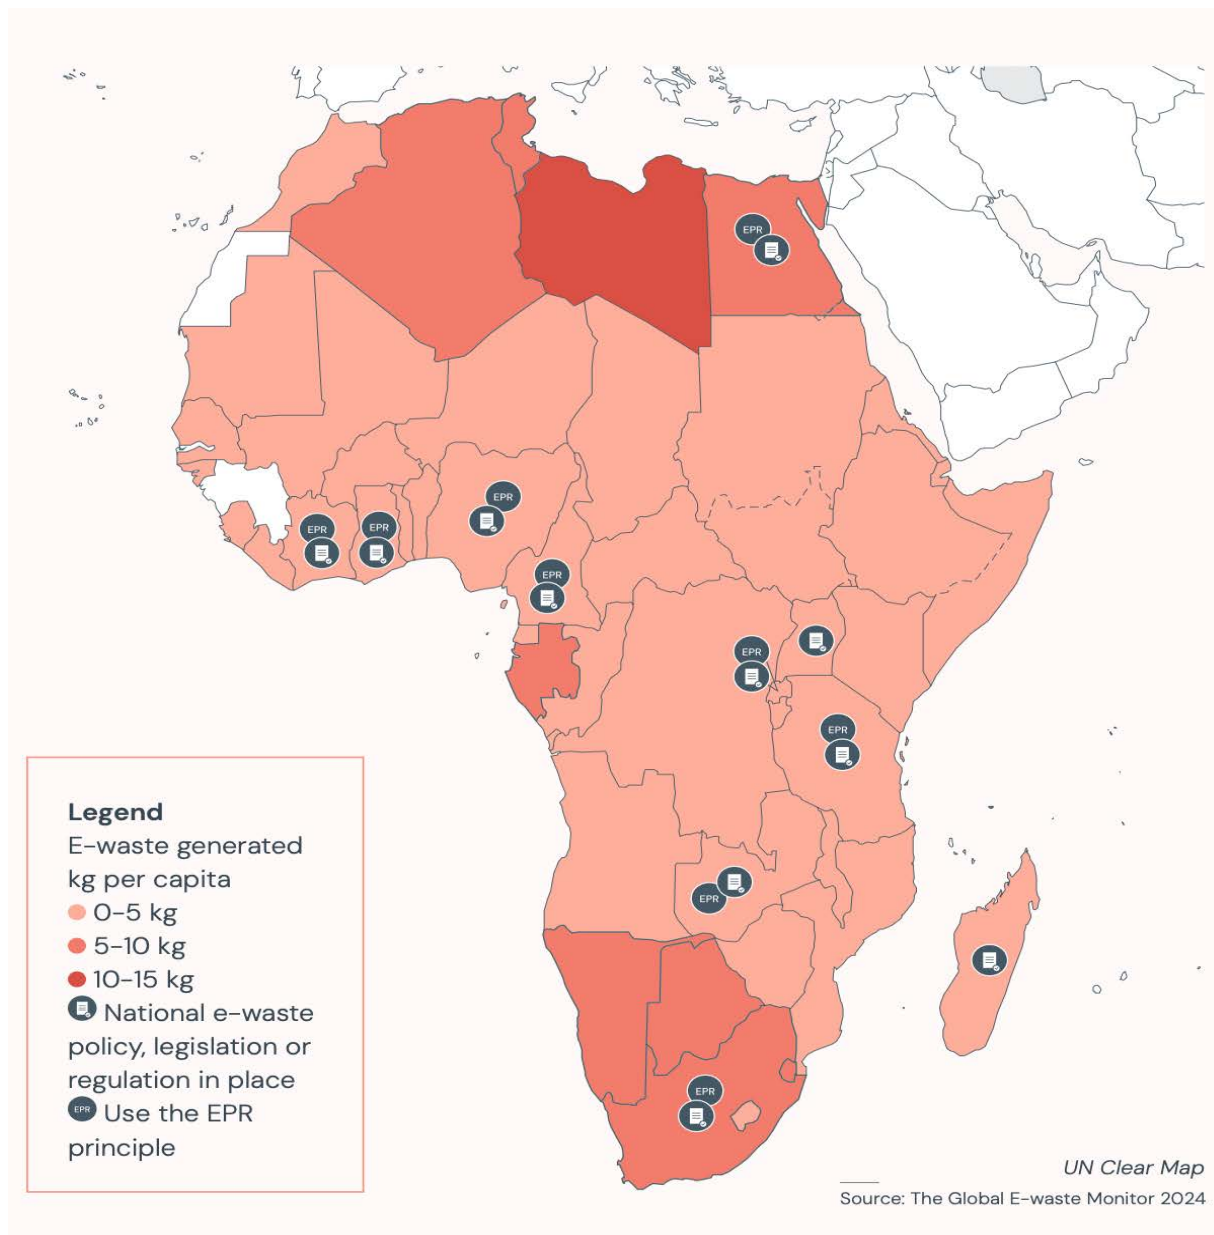 EPR
EPR
EPR
EPR
EPR
EPR
EPR
EPR
EPR
Legend
E-waste generated
kg per capita
0-5 kg
5-10 kg
10-15 kg
National e-waste
policy, legislation or
regulation in place
EPR Use the EPR
principle
UN Clear Map
Source: The Global E-waste Monitor 2024